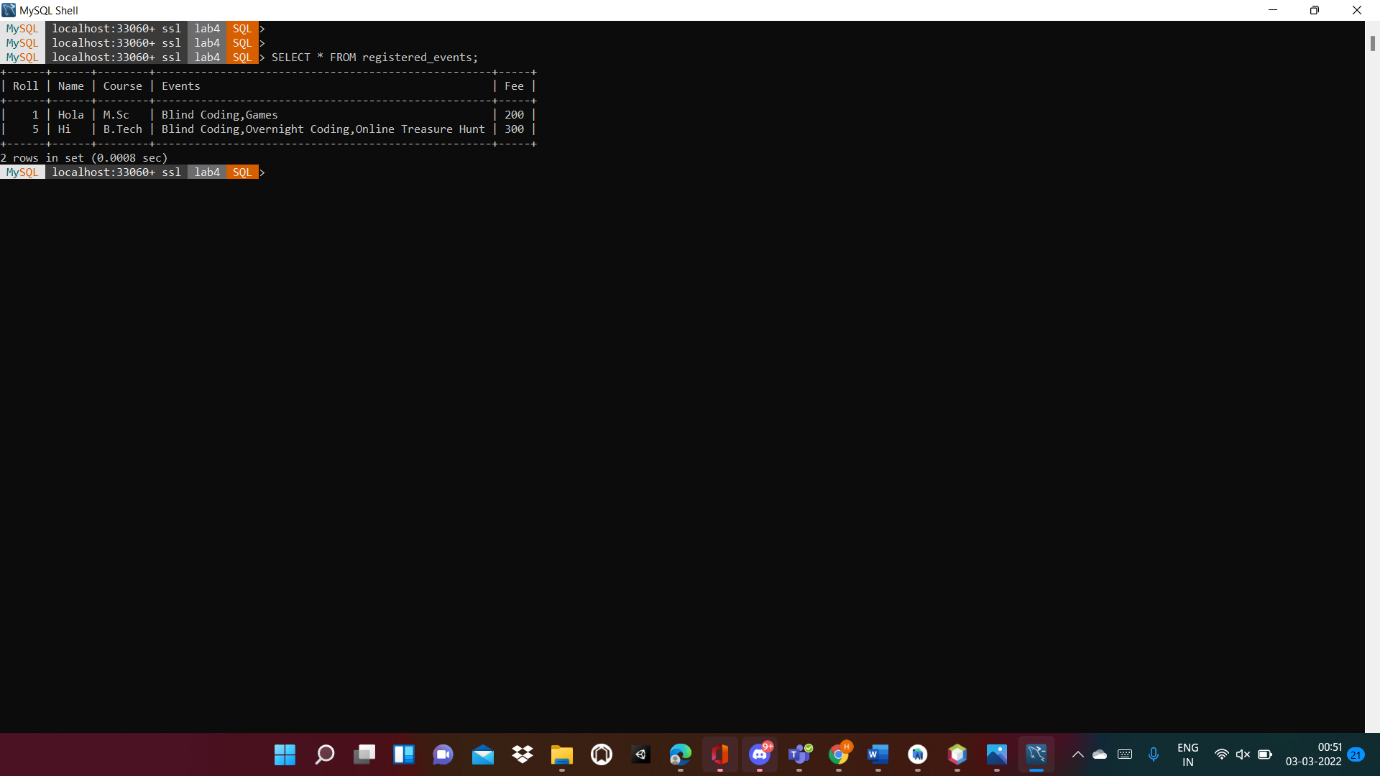 MySQL Shell
MySQL localhost:33060+ ssl lab4 SQL >
MySQL localhost:33060+ ssl lab4 SQL >
MySQL localhost:33060+ ssl lab4 SQL > SELECT * FROM registered_events;
+------+------+--------+----------------------------------------------------+-----+
| Roll | Name | Course | Events | Fee |
+------+------+--------+----------------------------------------------------+-----+
| 1 | Hola | M.Sc | Blind Coding,Games | 200 |
| 5 | Hi | B.Tech | Blind Coding,Overnight Coding,Online Treasure Hunt | 300 |
+------+------+--------+----------------------------------------------------+-----+
2 rows in set (0.0008 sec)
MySQL localhost:33060+ ssl lab4 SQL >
9+
H
ENG
IN
00:51
03-03-2022
21